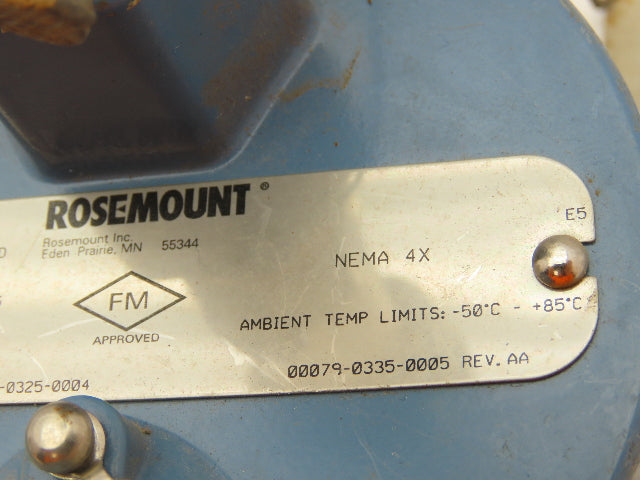 ROSEMOUNT®
Rosemount Inc.
Eden Prairie, MN 55344
E5
NEMA 4X
FM
APPROVED
AMBIENT TEMP LIMITS: -50°C - +85°C
-0325-0004
00079-0335-0005 REV. AA